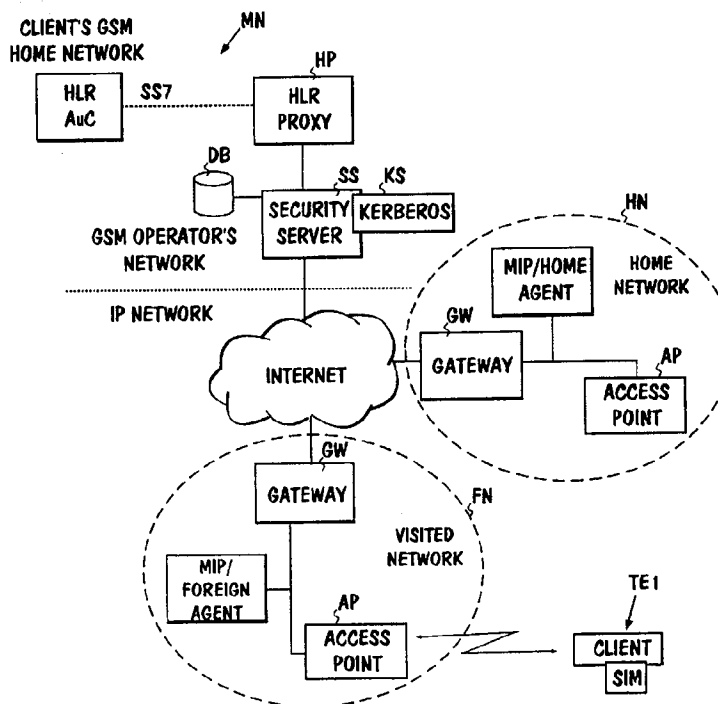 CLIENT'S GSM
HOME NETWORK
MN
HLR
AuC
SS7
HP
HLR
PROXY
DB
SS
KS
SECURITY
SERVER
KERBEROS
GSM OPERATOR'S
NETWORK
IP NETWORK
HN
MIP/HOME
AGENT
HOME
NETWORK
GW
GATEWAY
AP
ACCESS
POINT
INTERNET
GW
GATEWAY
FN
VISITED
NETWORK
MIP/
FOREIGN
AGENT
AP
ACCESS
POINT
TE1
CLIENT
SIM